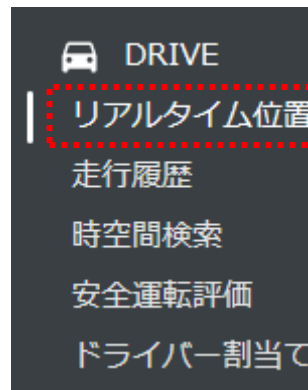 DRIVE
リアルタイム位置
走行履歴
時空間検索
安全運転評価
ドライバー割当て